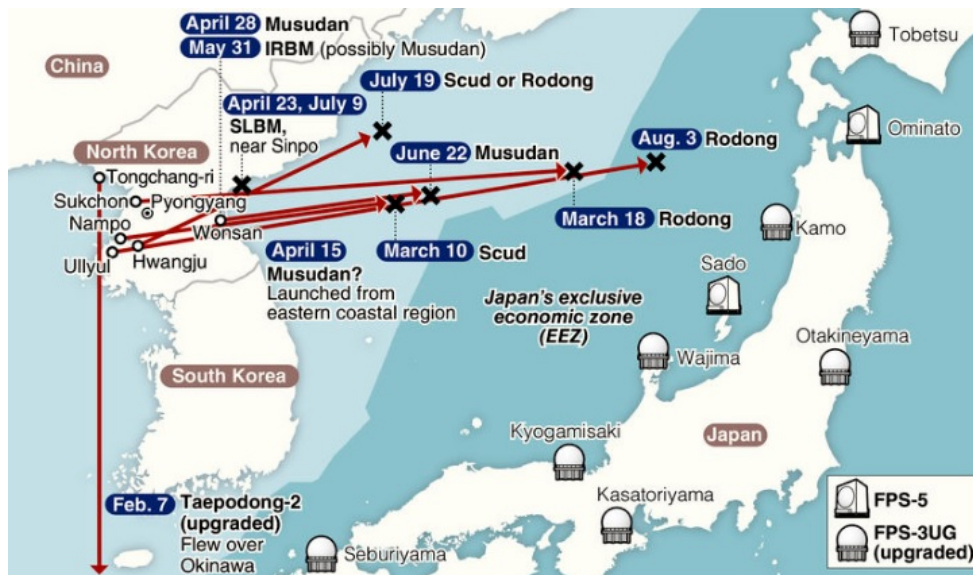 April 28 Musudan
May 31 IRBM (possibly Musudan)
China
July 19 Scud or Rodong
April 23, July 9
SLBM,
near Sinpo
Tobetsu
Ominato
North Korea
Tongchang-ri
June 22 Musudan
Aug. 3 Rodong
Sukchon
Pyongyang
Nampo
Wonsan
March 18 Rodong
Kamo
Ullyul
Hwangju
April 15
Musudan?
Launched from
eastern coastal region
March 10 Scud
Sado
Japan's exclusive
economic zone
(EEZ)
Otakineyama
Wajima
South Korea
Kyogamisaki
Japan
Feb. 7 Taepodong-2
(upgraded)
Flew over
Okinawa
Kasatoriyama
Seburiyama
FPS-5
FPS-3UG
(upgraded)